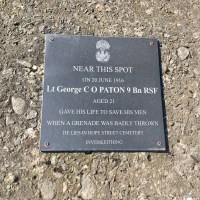 NEAR THIS SPOT
ON 20 JUNE 1916
Lt George C O PATON 9 Bn RSF
AGED 21
GAVE HIS LIFE TO SAVE HIS MEN
WHEN A GRENADE WAS BADLY THROWN
HE LIES IN HOPE STREET CEMETERY
INVERKEITHING